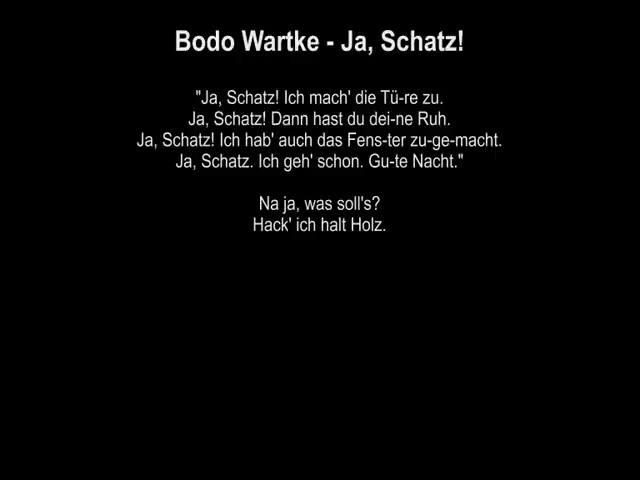 Bodo Wartke - Ja, Schatz!
"Ja, Schatz! Ich mach' die Tü-re zu.
Ja, Schatz! Dann hast du dei-ne Ruh.
Ja, Schatz! Ich hab' auch das Fens-ter zu-ge-macht.
Ja, Schatz. Ich geh' schon. Gu-te Nacht."
Na ja, was soll's?
Hack' ich halt Holz.